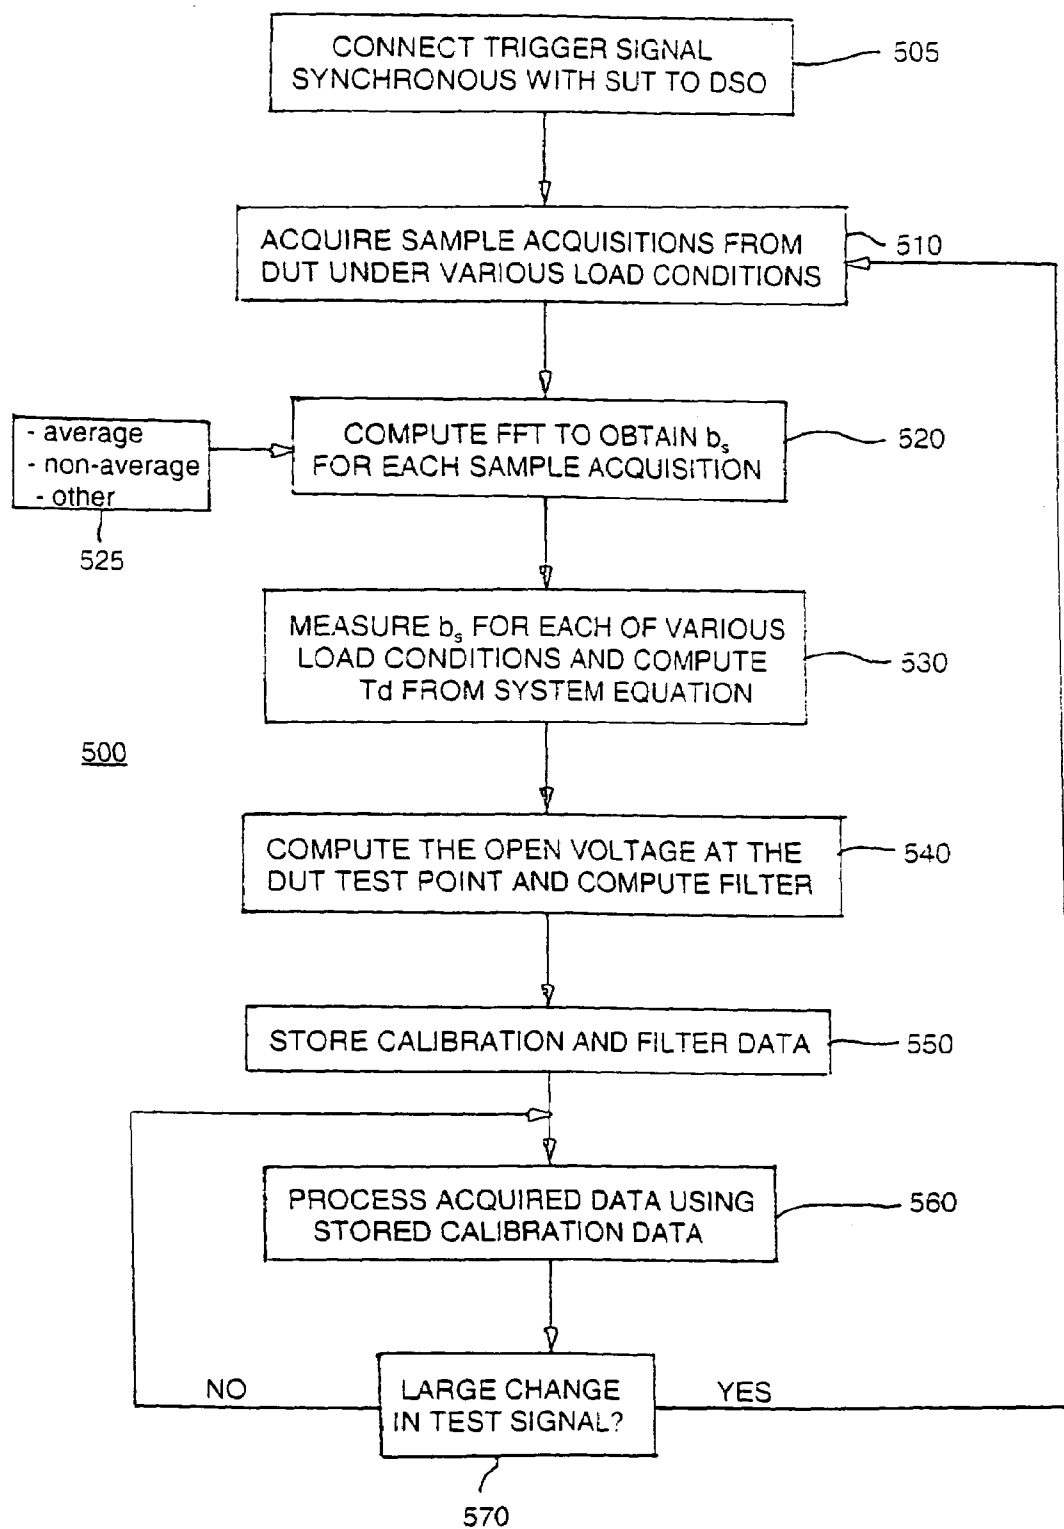 CONNECT TRIGGER SIGNAL
SYNCHRONOUS WITH SUT TO DSO
505
ACQUIRE SAMPLE ACQUISITIONS FROM
DUT UNDER VARIOUS LOAD CONDITIONS
510
- average
- non-average
- other
525
COMPUTE FFT TO OBTAIN bs
FOR EACH SAMPLE ACQUISITION
520
MEASURE bs FOR EACH OF VARIOUS
LOAD CONDITIONS AND COMPUTE
Td FROM SYSTEM EQUATION
530
500
COMPUTE THE OPEN VOLTAGE AT THE
DUT TEST POINT AND COMPUTE FILTER
540
STORE CALIBRATION AND FILTER DATA
550
PROCESS ACQUIRED DATA USING
STORED CALIBRATION DATA
560
NO
LARGE CHANGE
IN TEST SIGNAL?
YES
570